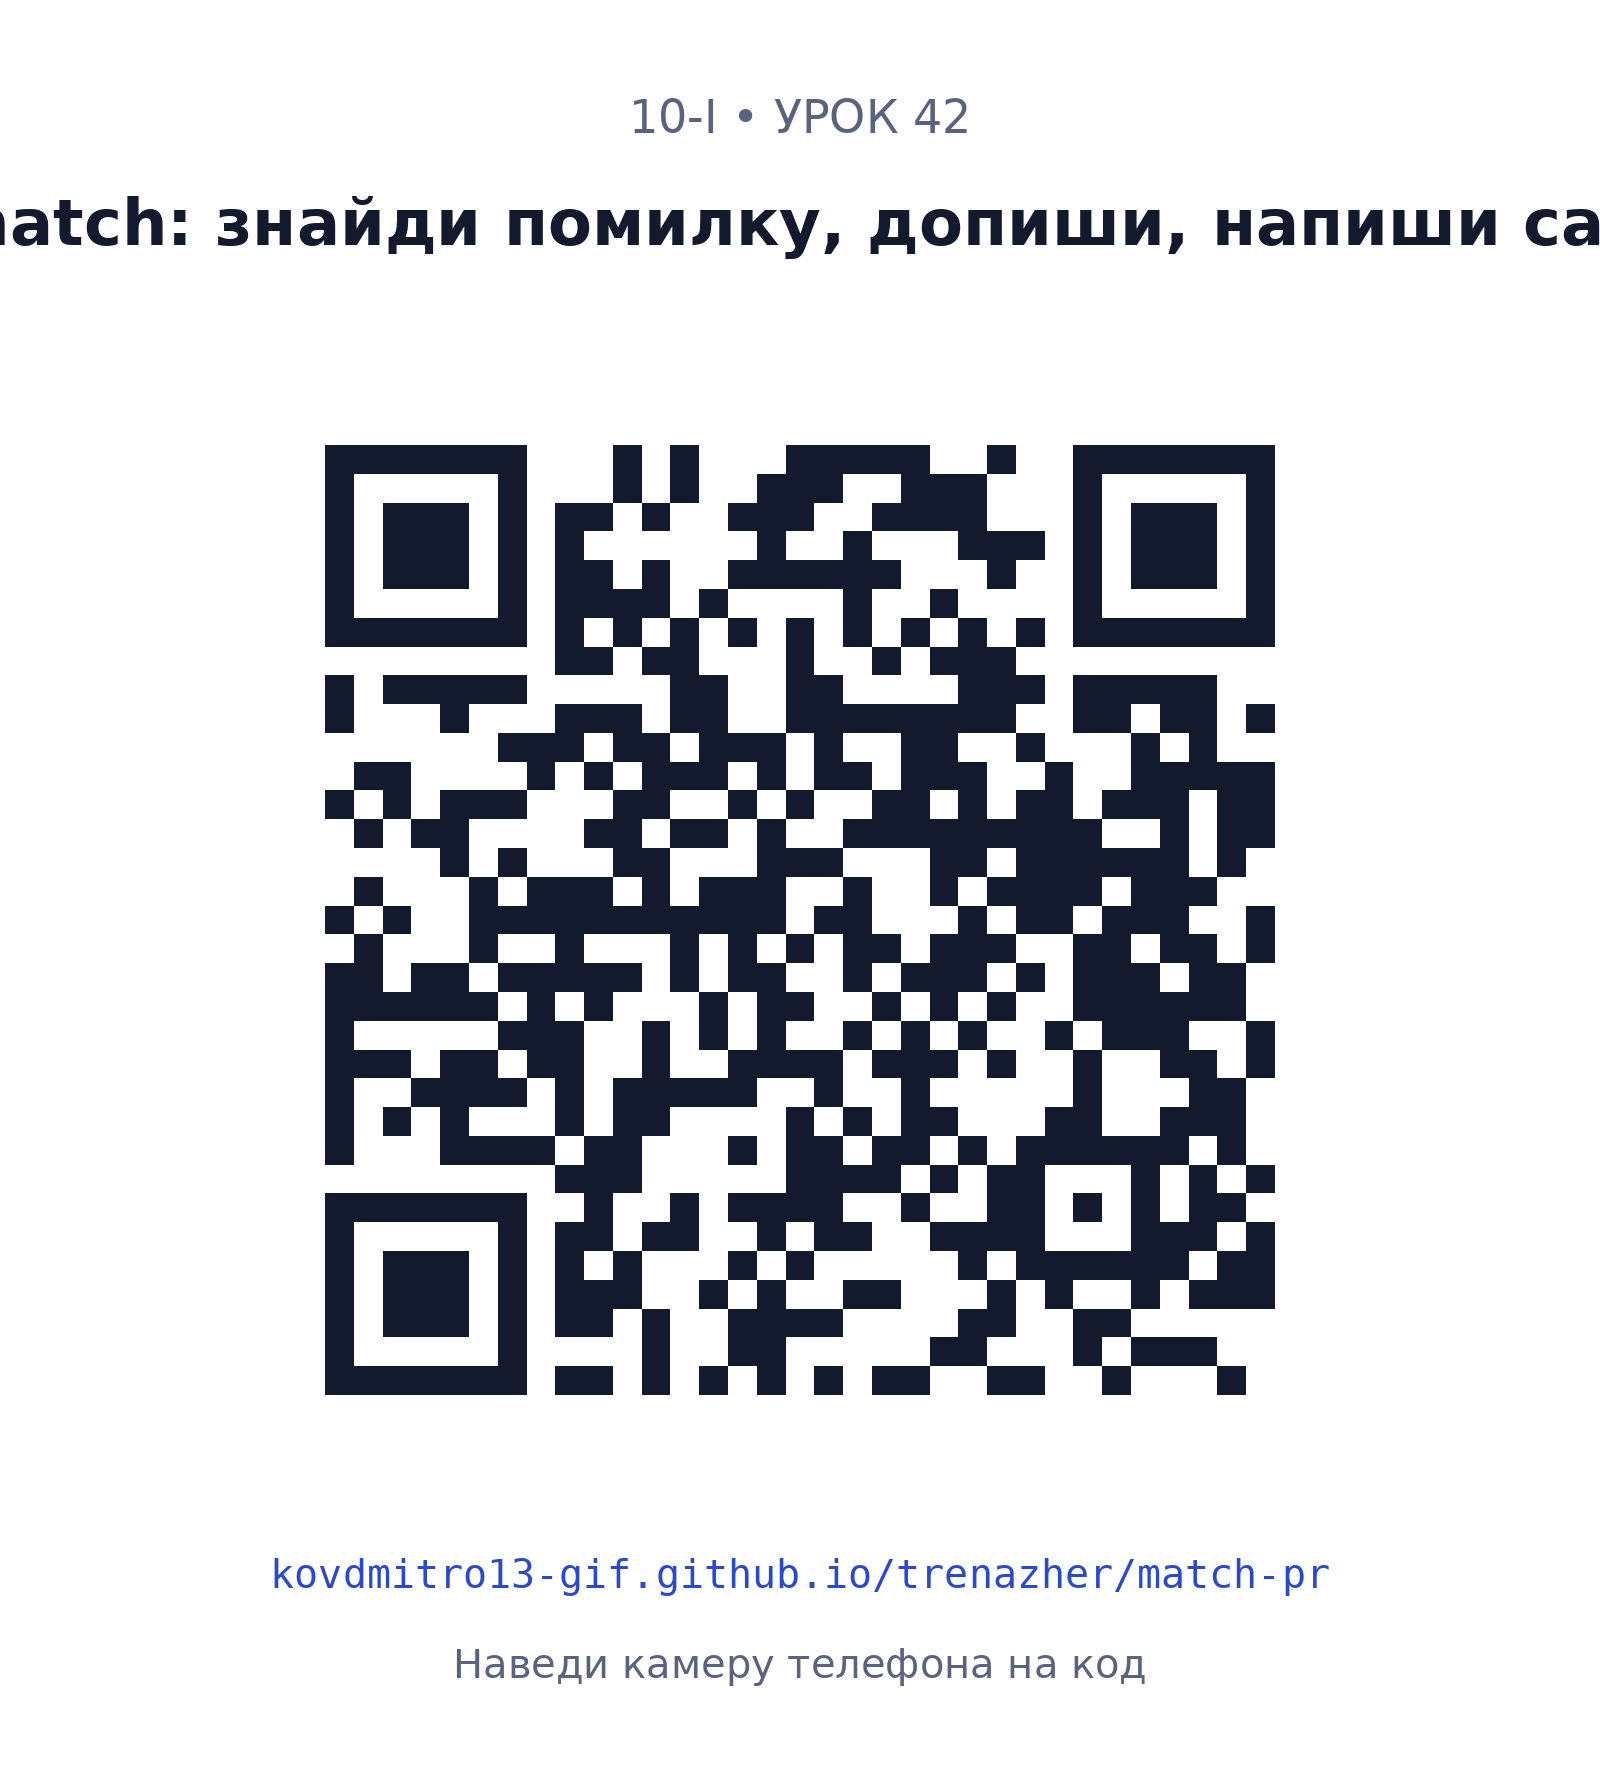 10-І • УРОК 42
atch: знайди помилку, допиши, напиши са
kovdmitro13-gif.github.io/trenazher/match-pr
Наведи камеру телефона на код